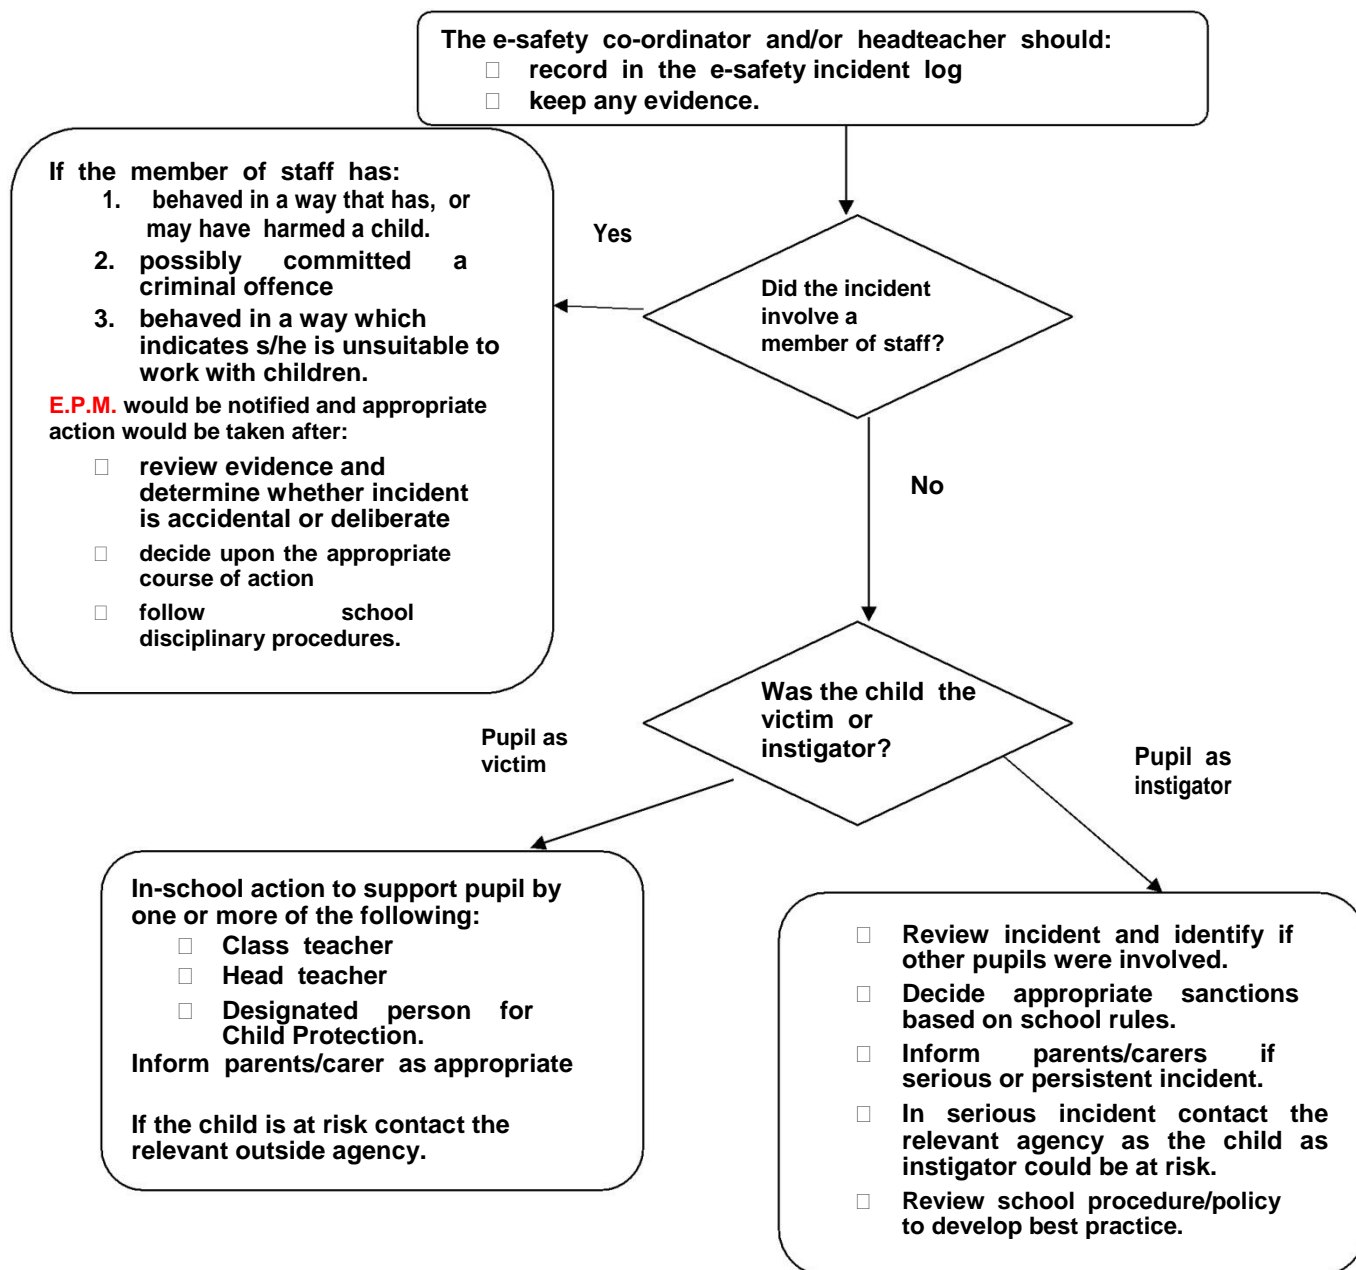 The e-safety co-ordinator and/or headteacher should:
□ record in the e-safety incident log
□ keep any evidence.
If the member of staff has:
1. behaved in a way that has, or
may have harmed a child.
2. possibly committed a
criminal offence
3. behaved in a way which
indicates s/he is unsuitable to
work with children.
E.P.M. would be notified and appropriate
action would be taken after:
□ review evidence and
determine whether incident
is accidental or deliberate
□ decide upon the appropriate
course of action
□ follow school
disciplinary procedures.
Yes
Did the incident
involve a
member of staff?
No
Was the child the
victim or
instigator?
Pupil as
victim
Pupil as
instigator
In-school action to support pupil by
one or more of the following:
□ Class teacher
□ Head teacher
□ Designated person for
Child Protection.
Inform parents/carer as appropriate
If the child is at risk contact the
relevant outside agency.
□ Review incident and identify if
other pupils were involved.
□ Decide appropriate sanctions
based on school rules.
□ Inform parents/carers if
serious or persistent incident.
□ In serious incident contact the
relevant agency as the child as
instigator could be at risk.
□ Review school procedure/policy
to develop best practice.